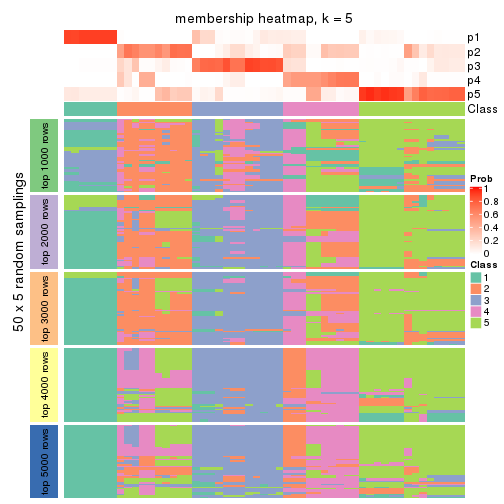 membership heatmap, k = 5
p1
p2
p3
p4
p5
Class
50 x 5 random samplings
top 1000 rows
top 2000 rows
top 3000 rows
top 4000 rows
top 5000 rows
Prob
1
0.8
0.6
0.4
0.2
0
Class
1
2
3
4
5